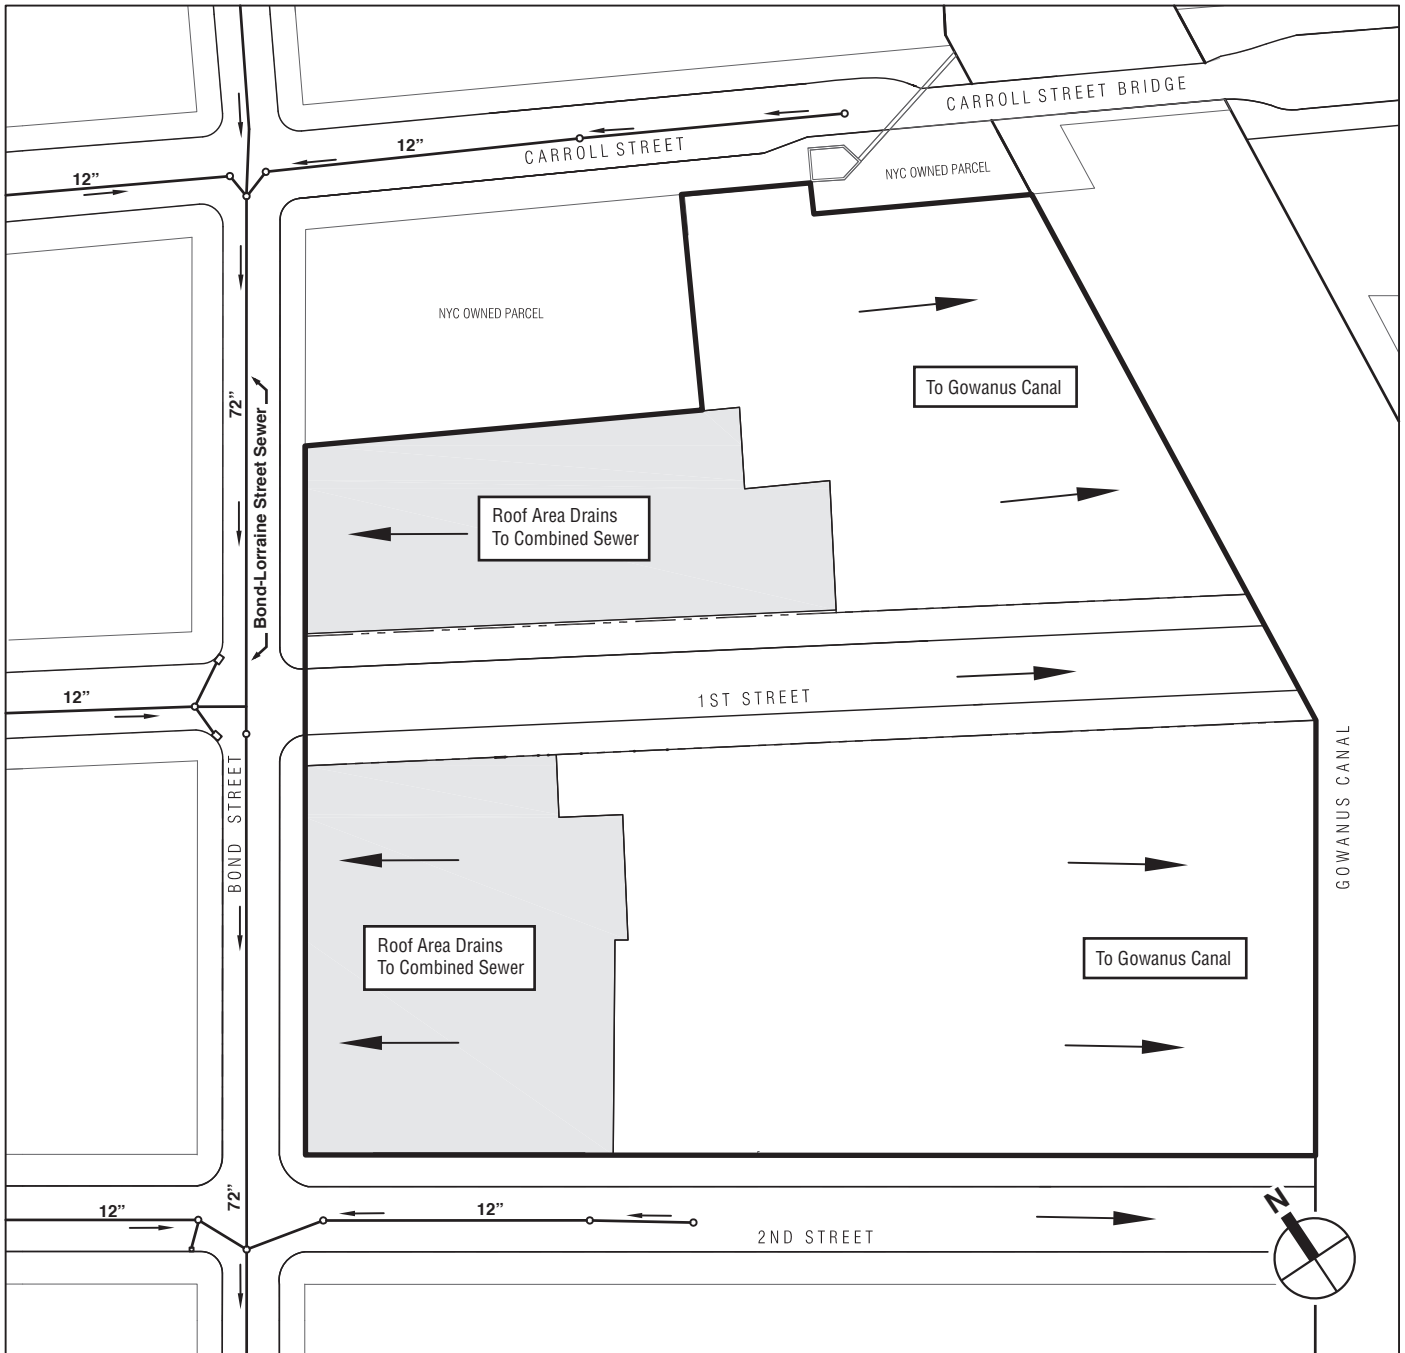 CARROLL STREET BRIDGE
12”
CARROLL STREET
12”
NYC OWNED PARCEL
NYC OWNED PARCEL
To Gowanus Canal
72”
Bond-Lorraine Street Sewer
Roof Area Drains
To Combined Sewer
12”
1ST STREET
BOND STREET
GOWANUS CANAL
Roof Area Drains
To Combined Sewer
To Gowanus Canal
72”
12”
12”
2ND STREET
N